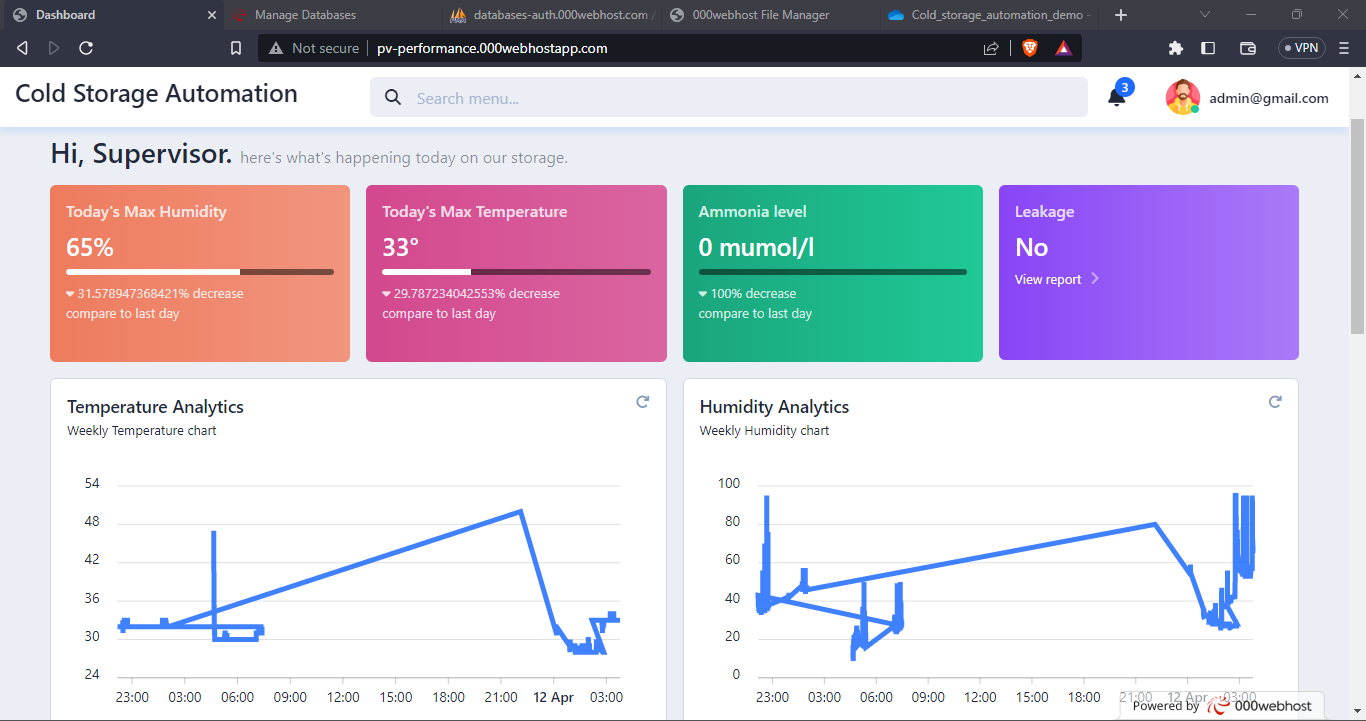 Dashboard
Manage Databases
databases-auth.000webhost.com /
000webhost File Manager
Cold_storage_automation_demo -
Not secure
pv-performance.000webhostapp.com
VPN
Cold Storage Automation
Search menu...
3
admin@gmail.com
Hi, Supervisor. here's what's happening today on our storage.
Today's Max Humidity
65%
31.578947368421% decrease
compare to last day
Today's Max Temperature
33°
29.787234042553% decrease
compare to last day
Ammonia level
0 mumol/l
100% decrease
compare to last day
Leakage
No
View report
Temperature Analytics
Weekly Temperature chart
54
48
42
36
30
24
23:00 03:00 06:00 09:00 12:00 15:00 18:00 21:00 12 Apr 03:00
Humidity Analytics
Weekly Humidity chart
100
80
60
40
20
0
23:00 03:00 06:00 09:00 12:00 15:00 18:00 21:00 12 Apr 03:00
Powered by 000webhost